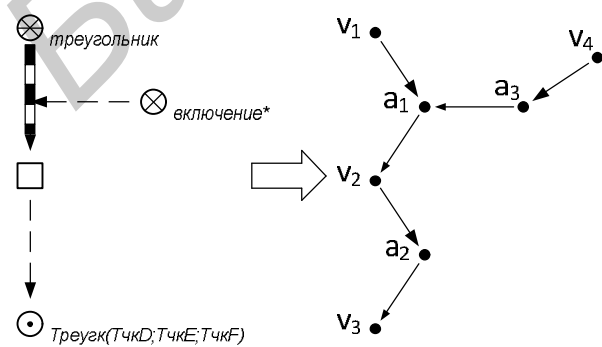 треугольник
включение*
Треугк(ТчкD;ТчкE;ТчкF)
v1
v4
a1
a3
v2
a2
v3